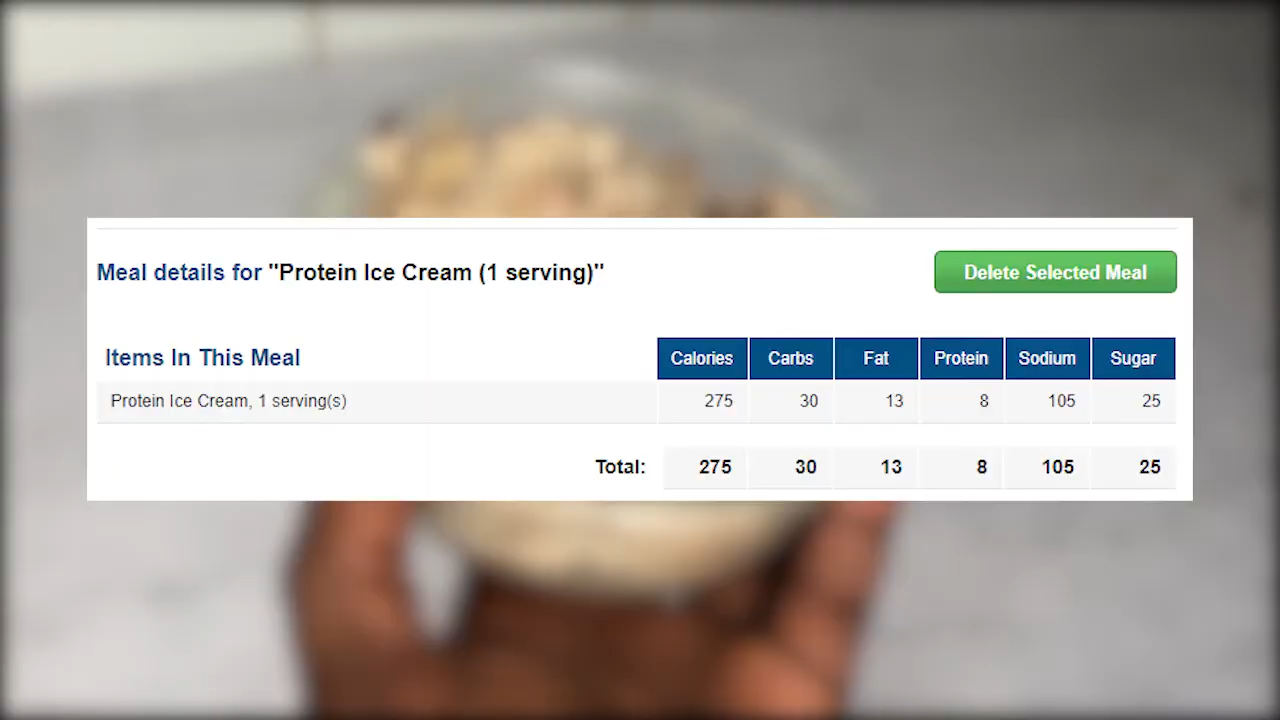 Meal details for "Protein Ice Cream (1 serving)" Delete Selected Meal
Items In This Meal Calories Carbs Fat Protein Sodium Sugar
Protein Ice Cream, 1 serving(s) 275 30 13 8 105 25
Total: 275 30 13 8 105 25